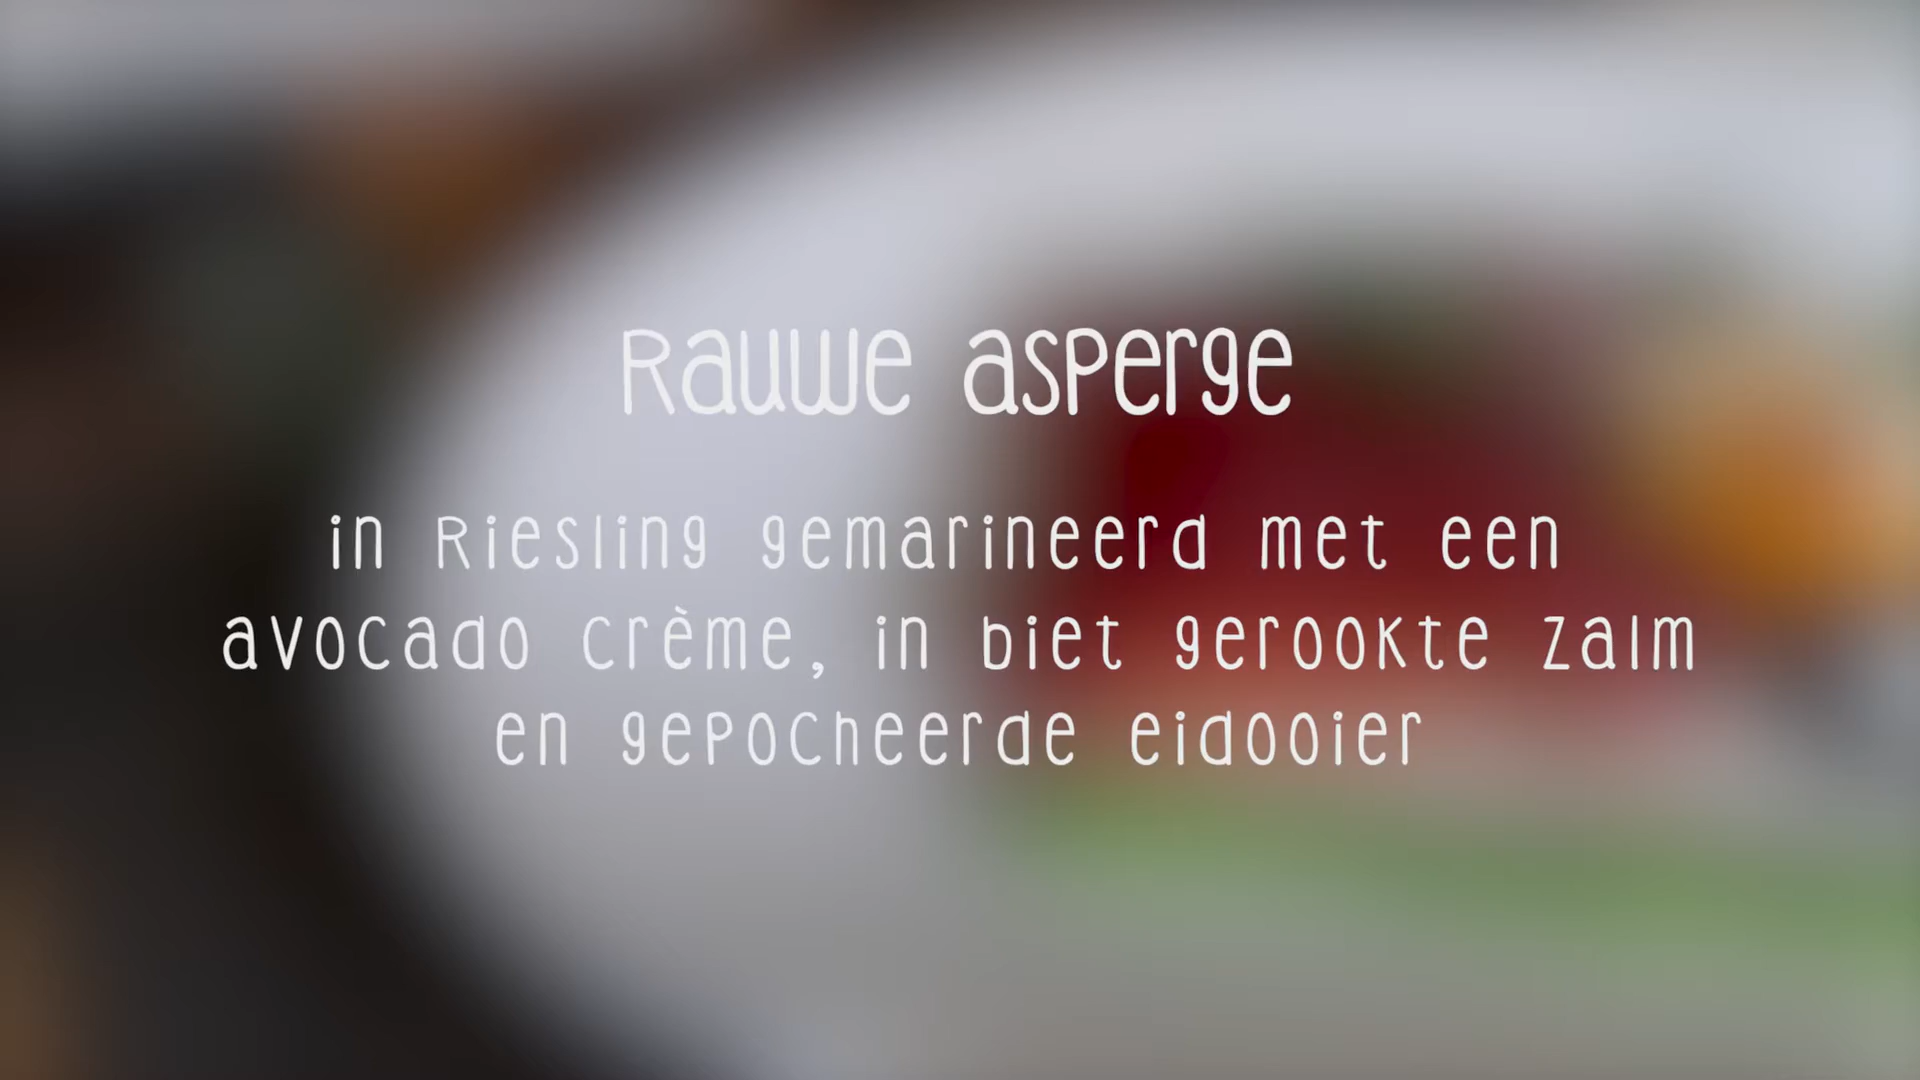 Rauwe asperge
in Riesling gemarineerd met een
avocado crème, in biet gerookte zalm
en gepocheerde eidooier